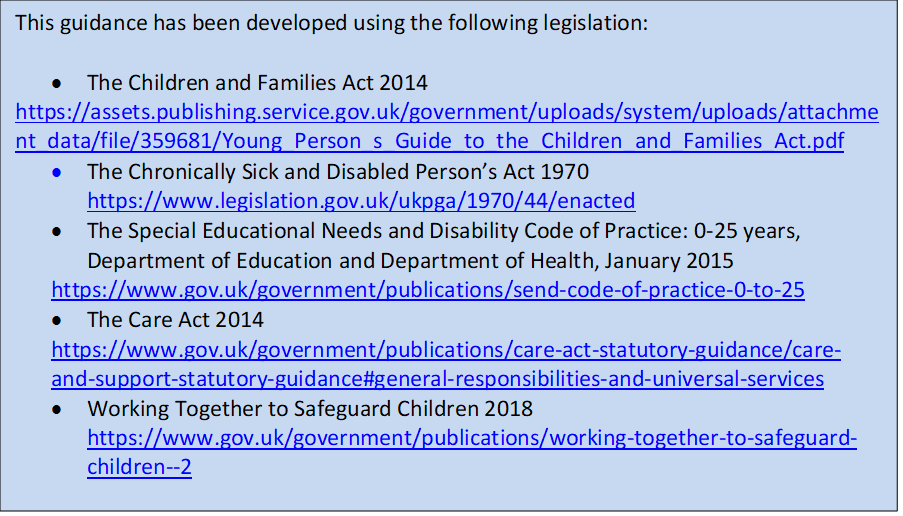 This guidance has been developed using the following legislation:
• The Children and Families Act 2014
https://assets.publishing.service.gov.uk/government/uploads/system/uploads/attachme
nt_data/file/359681/Young_Person_s_Guide_to_the_Children_and_Families_Act.pdf
• The Chronically Sick and Disabled Person’s Act 1970
https://www.legislation.gov.uk/ukpga/1970/44/enacted
• The Special Educational Needs and Disability Code of Practice: 0-25 years,
Department of Education and Department of Health, January 2015
https://www.gov.uk/government/publications/send-code-of-practice-0-to-25
• The Care Act 2014
https://www.gov.uk/government/publications/care-act-statutory-guidance/care-
and-support-statutory-guidance#general-responsibilities-and-universal-services
• Working Together to Safeguard Children 2018
https://www.gov.uk/government/publications/working-together-to-safeguard-
children--2